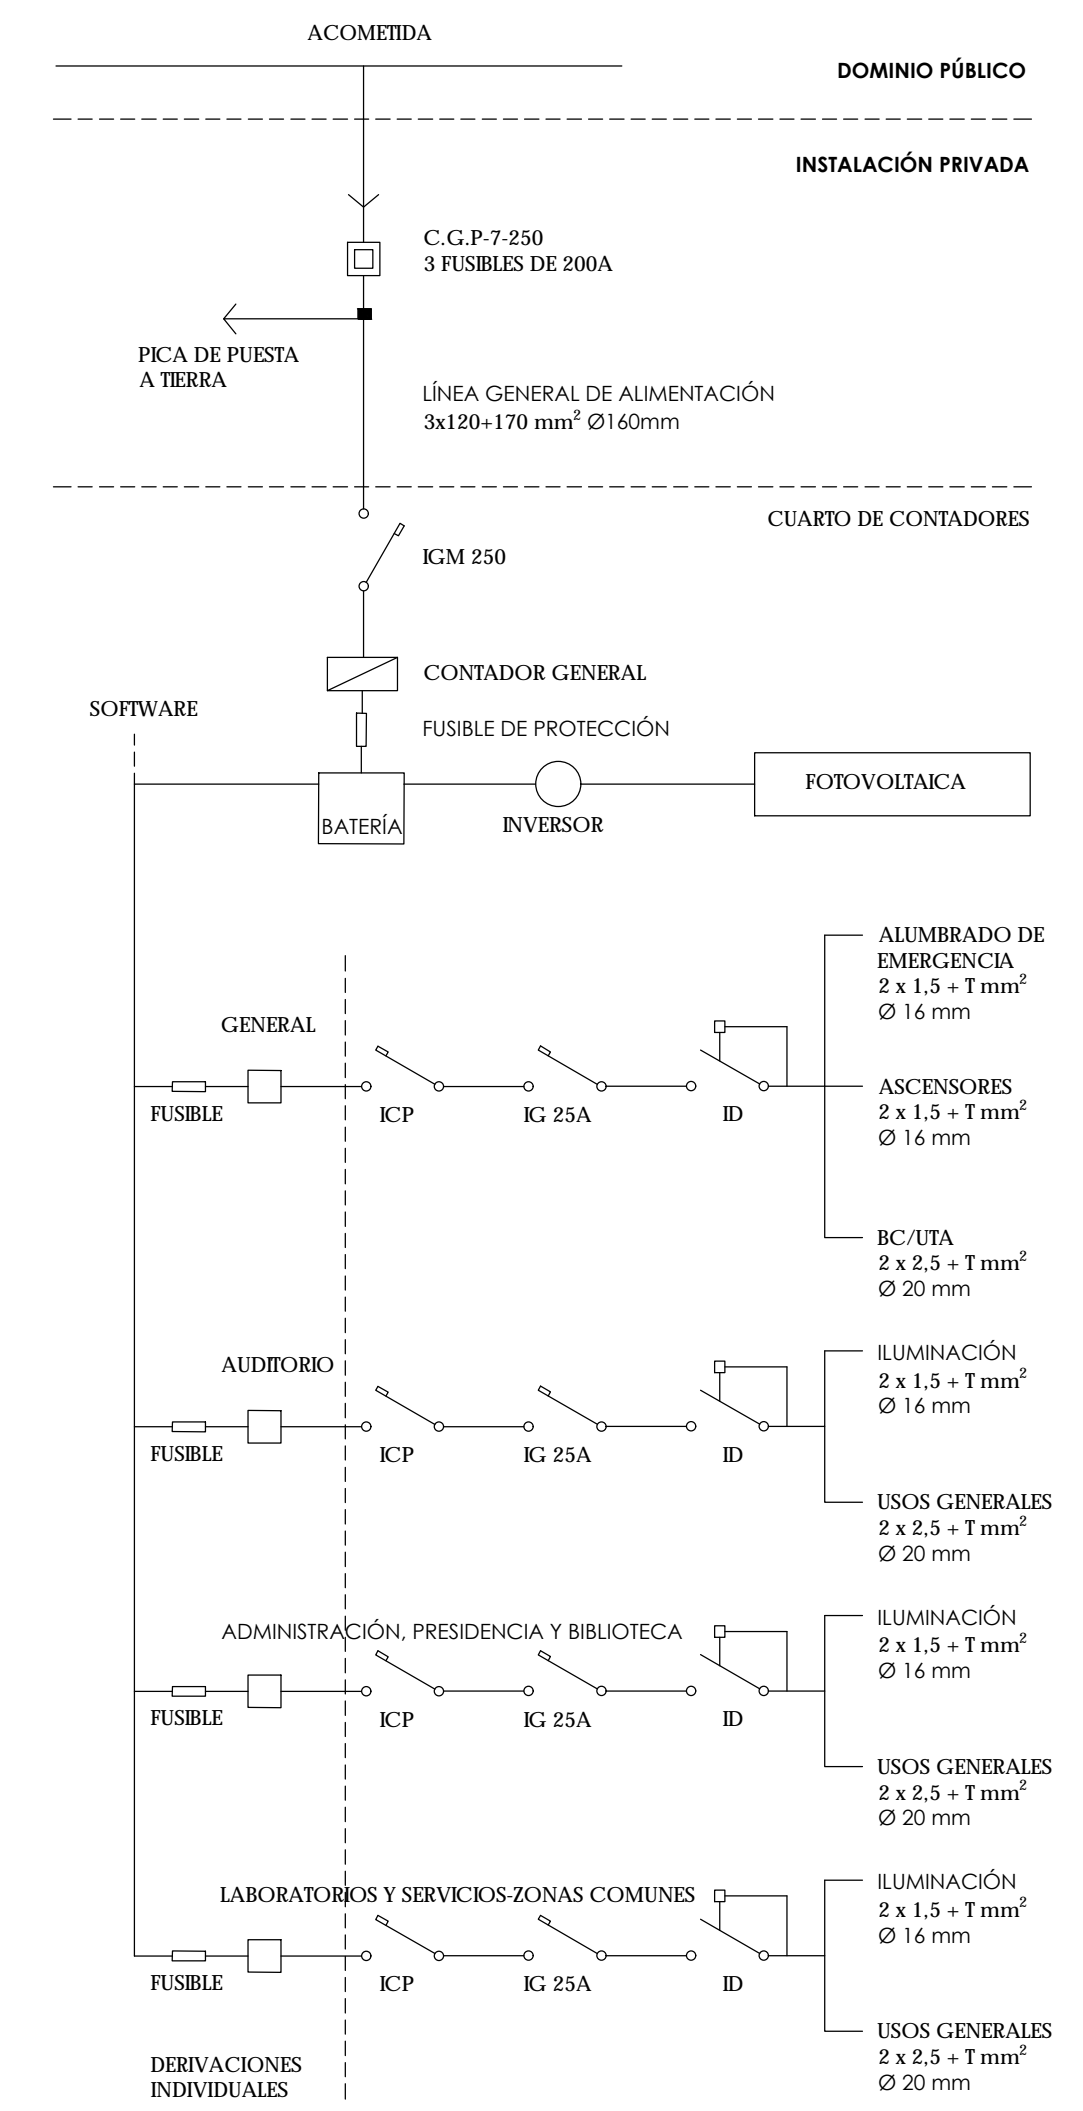 ACOMETIDA
DOMINIO PÚBLICO
INSTALACIÓN PRIVADA
C.G.P-7-250
3 FUSIBLES DE 200A
PICA DE PUESTA
A TIERRA
LÍNEA GENERAL DE ALIMENTACIÓN
3x120+170 mm² Ø160mm
CUARTO DE CONTADORES
IGM 250
CONTADOR GENERAL
SOFTWARE
FUSIBLE DE PROTECCIÓN
FOTOVOLTAICA
BATERÍA
INVERSOR
ALUMBRADO DE
EMERGENCIA
2 x 1,5 + T mm²
Ø 16 mm
GENERAL
FUSIBLE
ICP
IG 25A
ID
ASCENSORES
2 x 1,5 + T mm²
Ø 16 mm
BC/UTA
2 x 2,5 + T mm²
Ø 20 mm
AUDITORIO
FUSIBLE
ICP
IG 25A
ID
ILUMINACIÓN
2 x 1,5 + T mm²
Ø 16 mm
USOS GENERALES
2 x 2,5 + T mm²
Ø 20 mm
ADMINISTRACIÓN, PRESIDENCIA Y BIBLIOTECA
FUSIBLE
ICP
IG 25A
ID
ILUMINACIÓN
2 x 1,5 + T mm²
Ø 16 mm
USOS GENERALES
2 x 2,5 + T mm²
Ø 20 mm
LABORATORIOS Y SERVICIOS-ZONAS COMUNES
FUSIBLE
ICP
IG 25A
ID
ILUMINACIÓN
2 x 1,5 + T mm²
Ø 16 mm
USOS GENERALES
2 x 2,5 + T mm²
Ø 20 mm
DERIVACIONES
INDIVIDUALES